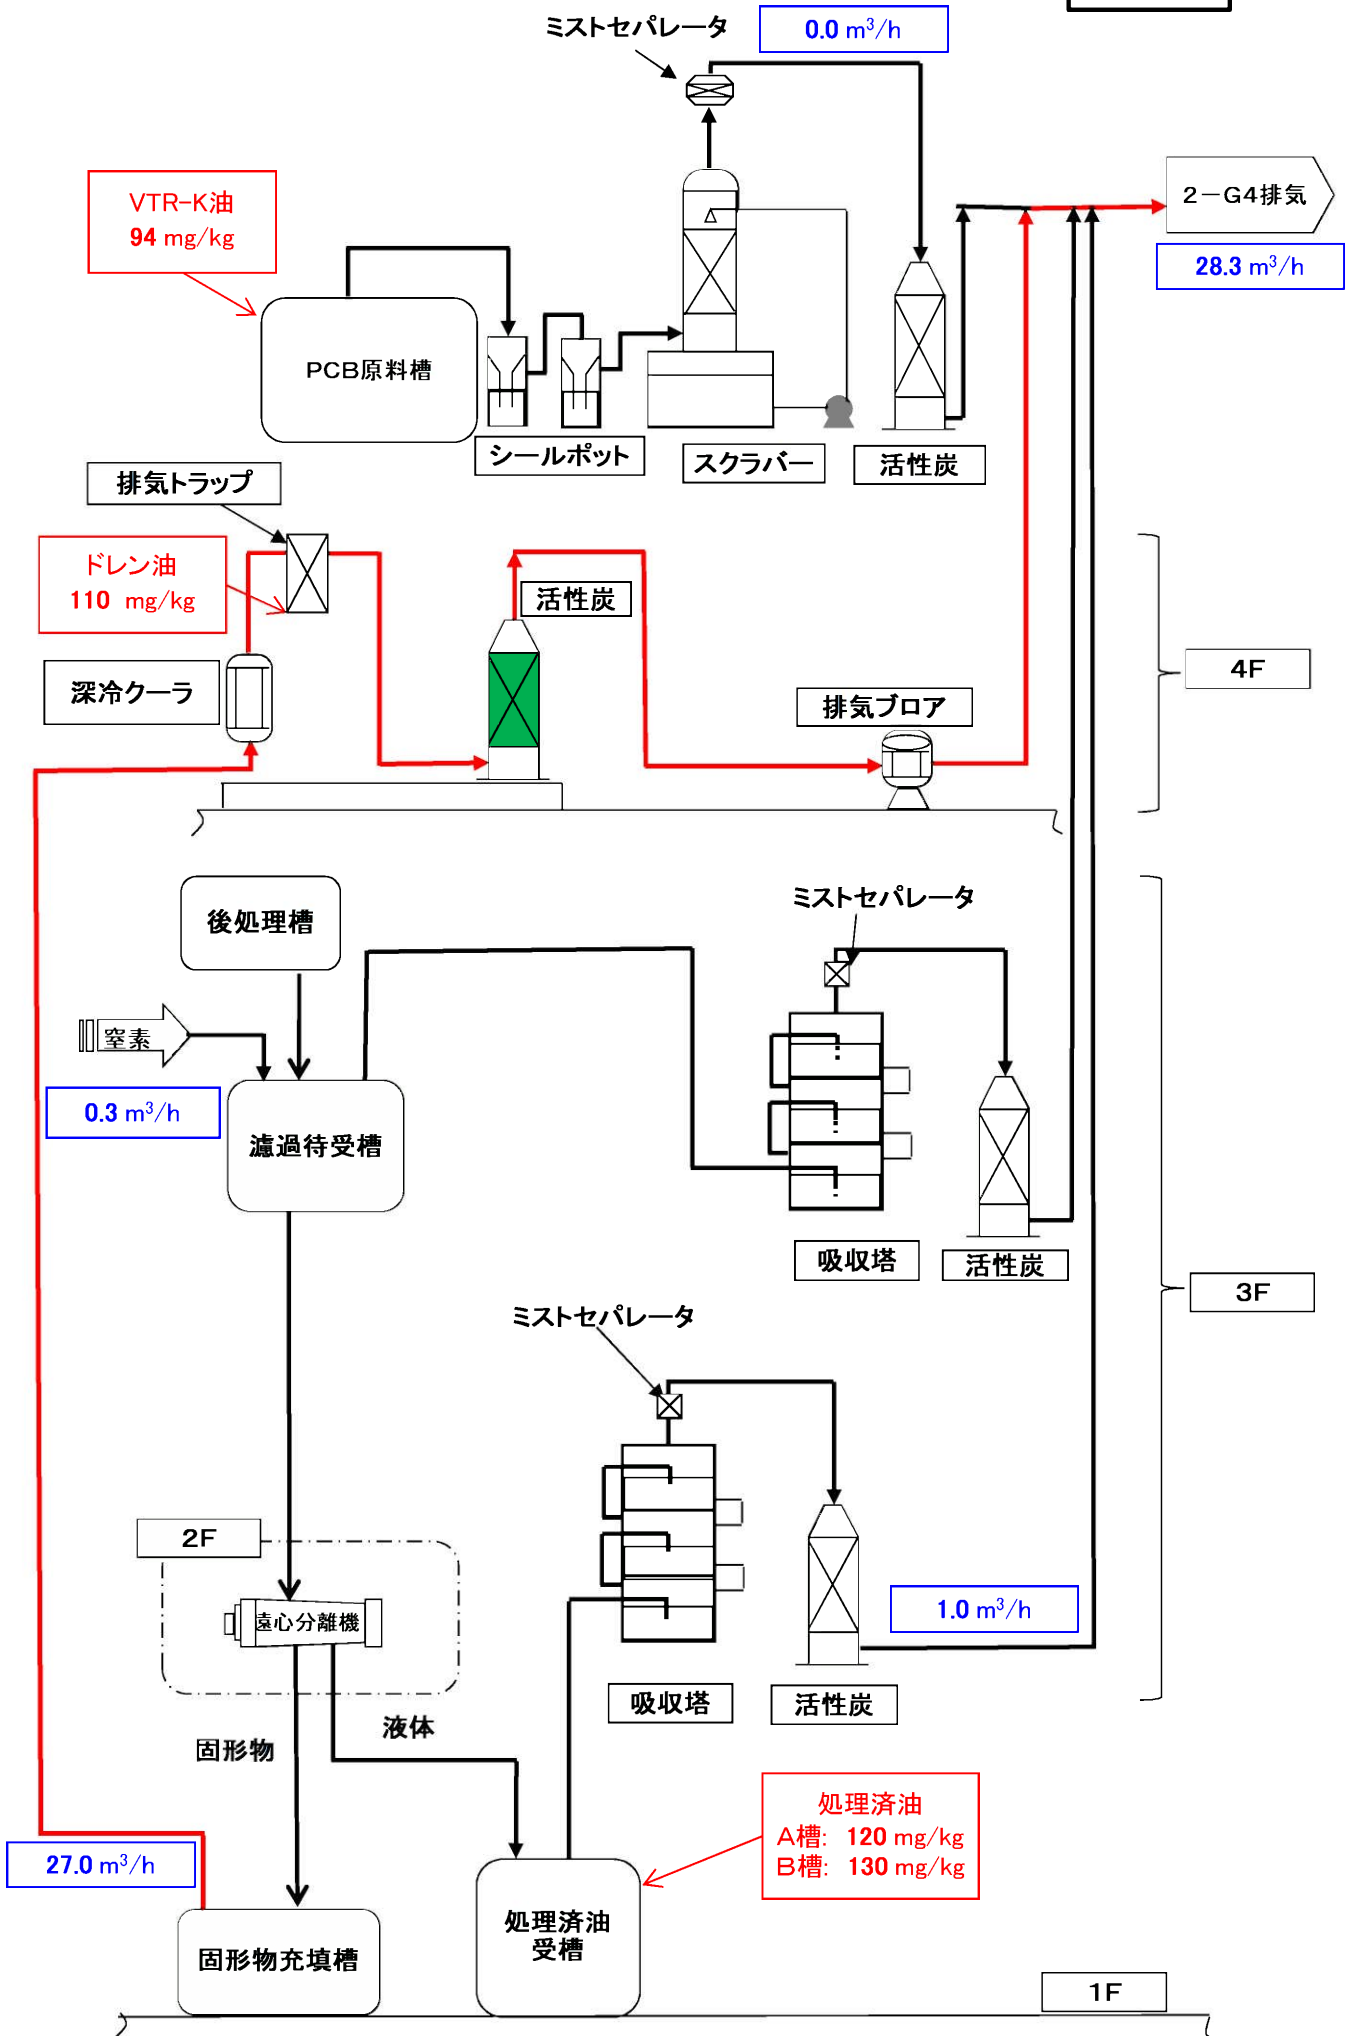 ミストセパレータ
0.0 m³/h
VTR-K油
94 mg/kg
2-G4排気
28.3 m³/h
PCB原料槽
シールポット
スクラバー
活性炭
排気トラップ
ドレン油
110 mg/kg
活性炭
深冷クーラ
4F
排気ブロア
後処理槽
ミストセパレータ
窒素
0.3 m³/h
濾過待受槽
吸収塔
活性炭
3F
ミストセパレータ
2F
遠心分離機
1.0 m³/h
吸収塔
活性炭
液体
固形物
処理済油
A槽: 120 mg/kg
B槽: 130 mg/kg
27.0 m³/h
処理済油
受槽
固形物充填槽
1F